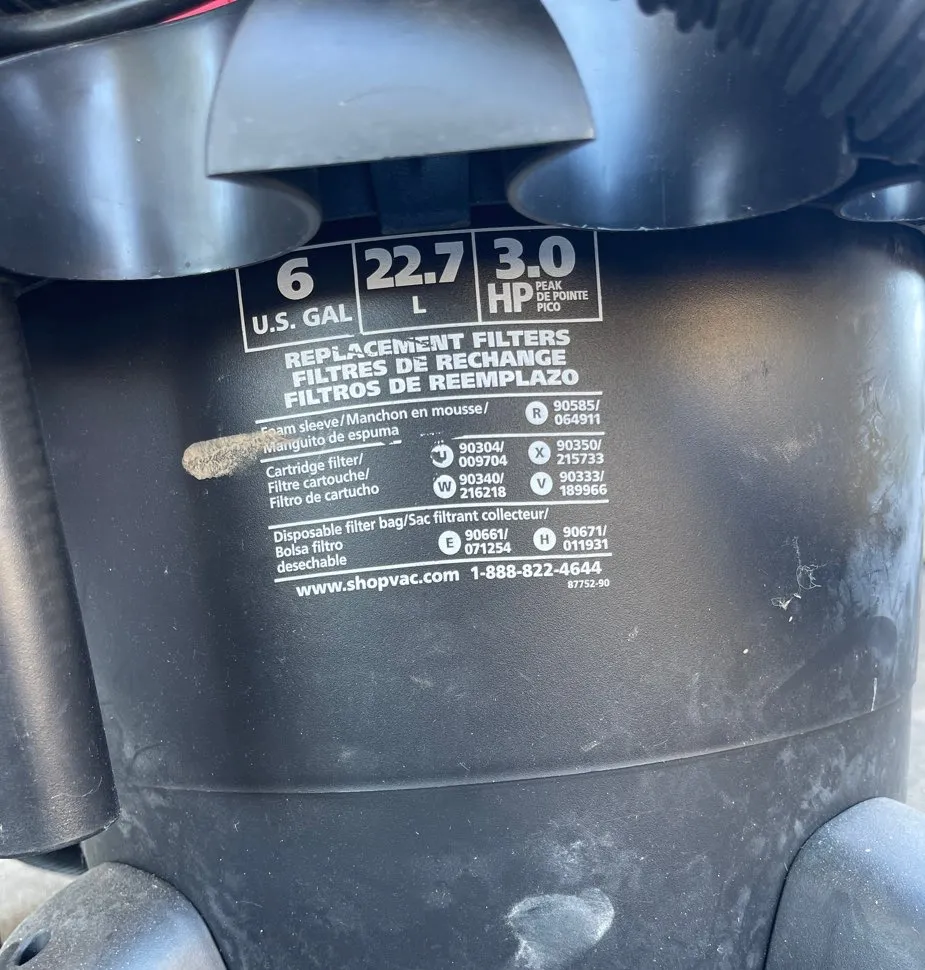 6
U.S. GAL
22.7
L
3.0
HP PEAK
DE POINTE
PICO
REPLACEMENT FILTERS
FILTRES DE RECHANGE
FILTROS DE REEMPLAZO
Foam sleeve/Manchon en mousse/
Manguito de espuma
R 90585/
064911
Cartridge filter/
Filtre cartouche/
Filtro de cartucho
U 90304/
009704
X 90350/
215733
W 90340/
216218
V 90333/
189966
Disposable filter bag/Sac filtrant collecteur/
Bolsa filtro
desechable
E 90661/
071254
H 90671/
011931
www.shopvac.com 1-888-822-4644
87752-90